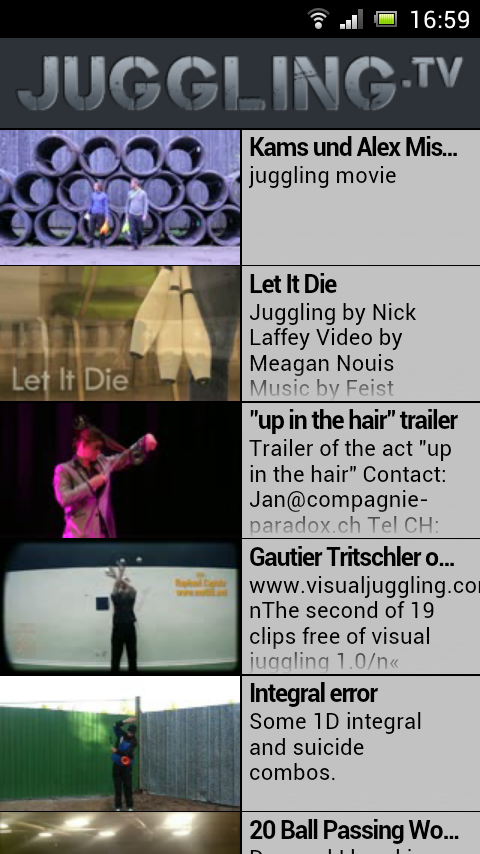 16:59
JUGGLING.TV
Kams und Alex Mis...
juggling movie
Let It Die
Let It Die
Juggling by Nick
Laffey Video by
Meagan Nouis
Music by Feist
"up in the hair" trailer
Trailer of the act "up
in the hair" Contact:
Jan@compagnie-
paradox.ch Tel CH:
Gautier Tritschler o...
www.visualjuggling.co
nThe second of 19
clips free of visual
juggling 1.0/n«
Integral error
Some 1D integral
and suicide
combos.
20 Ball Passing Wo...